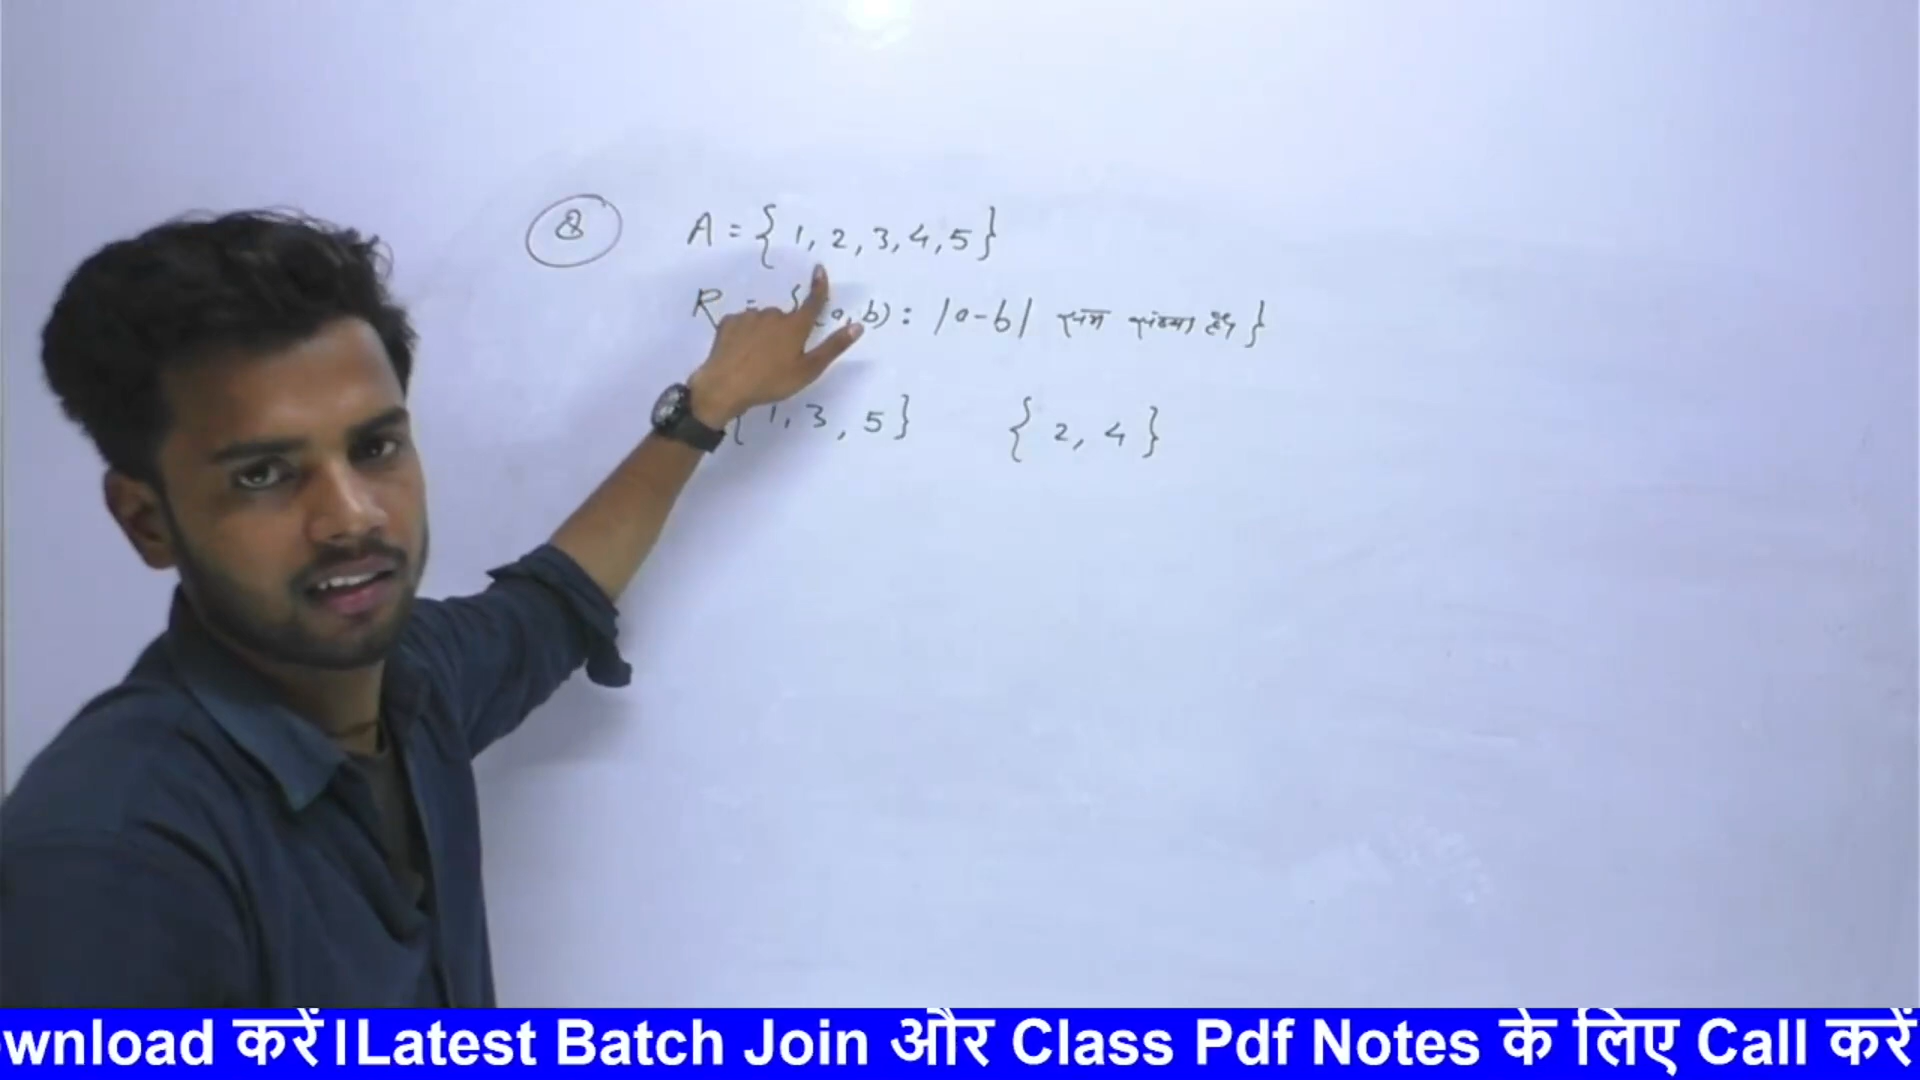 8 A = { 1, 2, 3, 4, 5 }
R = { (a, b) : |a - b| सम संख्या है }
{ 1, 3, 5 } { 2, 4 }
wnload करें।Latest Batch Join और Class Pdf Notes के लिए Call करें